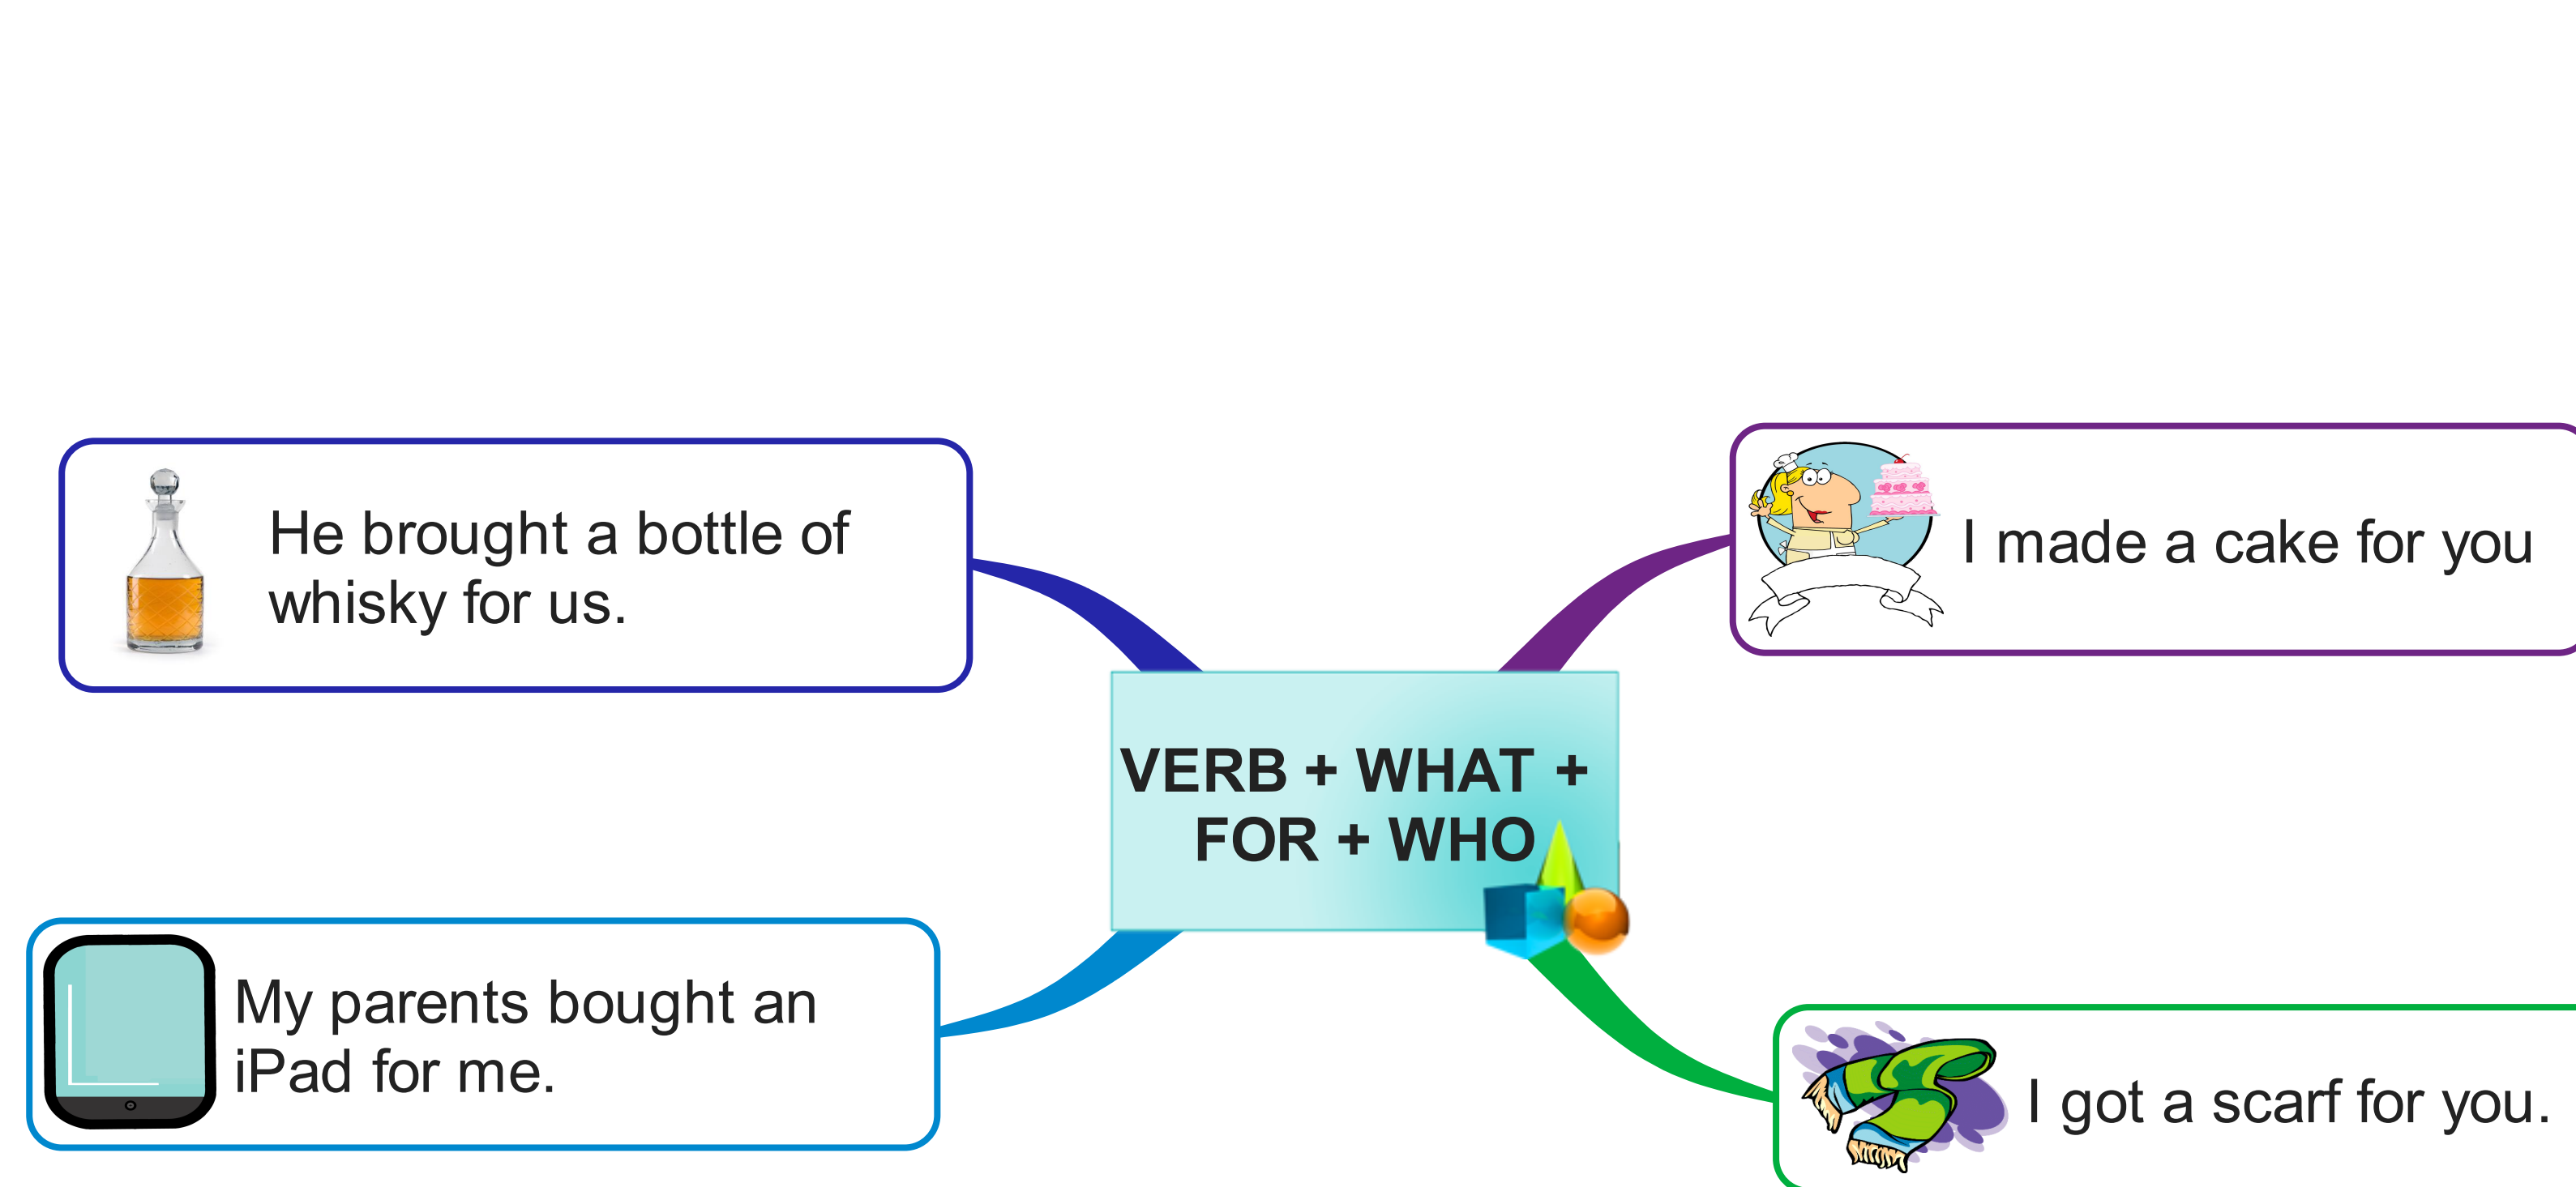 He brought a bottle of
whisky for us.
I made a cake for you
VERB + WHAT +
FOR + WHO
My parents bought an
iPad for me.
I got a scarf for you.